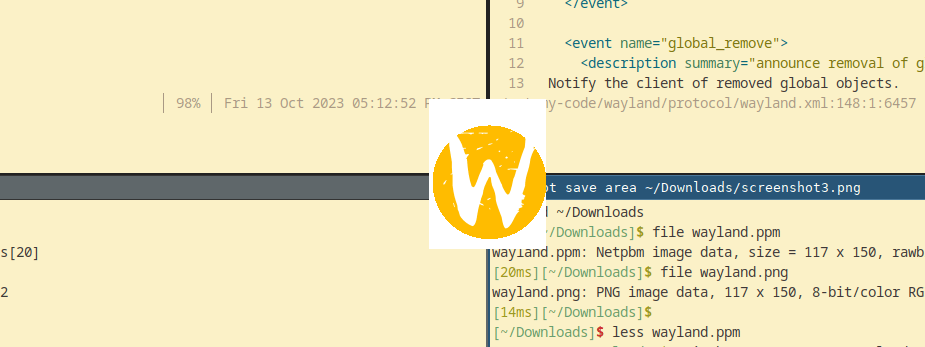 9 </event>
10
11 <event name="global_remove">
12 <description summary="announce removal of g
13 Notify the client of removed global objects.
98% Fri 13 Oct 2023 05:12:52
my-code/wayland/protocol/wayland.xml:148:1:6457
save area ~/Downloads/screenshot3.png
~/Downloads
s[20]
~/Downloads]$ file wayland.ppm
wayland.ppm: Netpbm image data, size = 117 x 150, rawb
[20ms][~/Downloads]$ file wayland.png
2
wayland.png: PNG image data, 117 x 150, 8-bit/color RG
[14ms][~/Downloads]$
[~/Downloads]$ less wayland.ppm
W